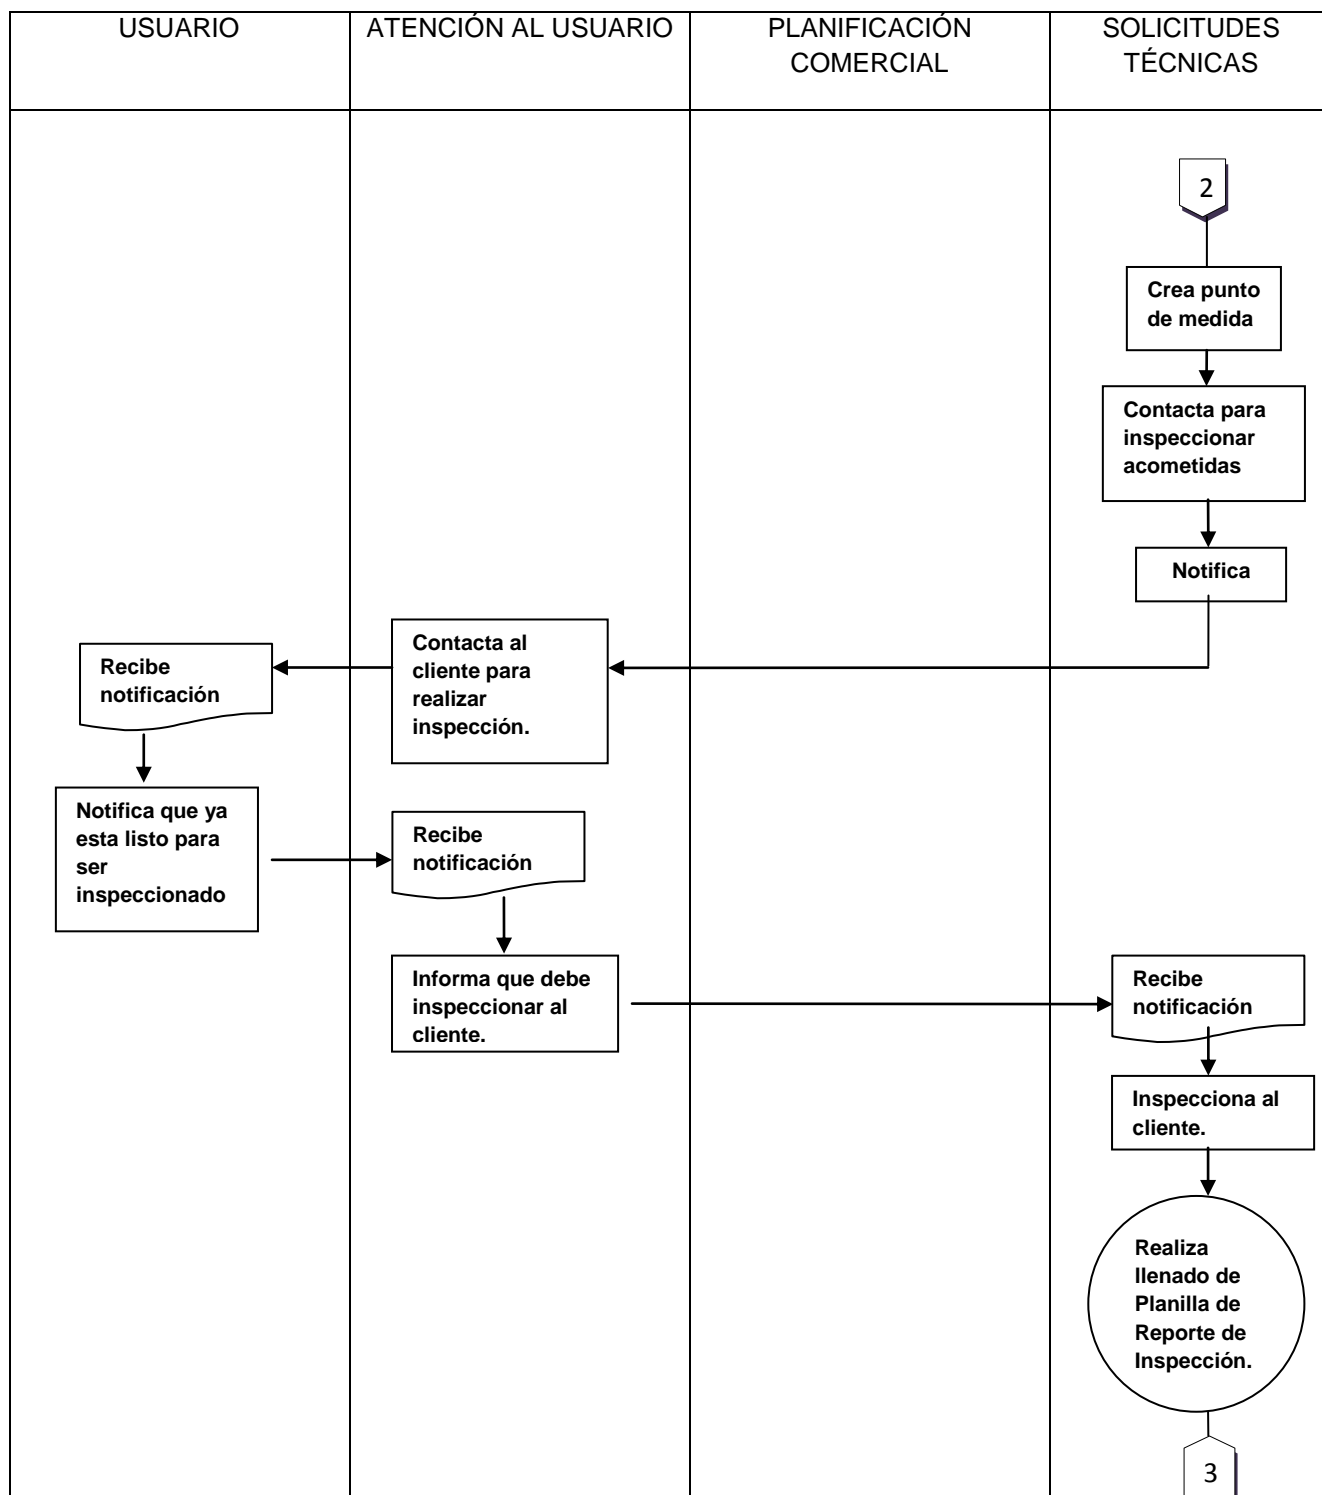 USUARIO
ATENCIÓN AL USUARIO
PLANIFICACIÓN
COMERCIAL
SOLICITUDES
TÉCNICAS
2
Crea punto
de medida
Contacta para
inspeccionar
acometidas
Notifica
Contacta al
cliente para
realizar
inspección.
Recibe
notificación
Notifica que ya
esta listo para
ser
inspeccionado
Recibe
notificación
Informa que debe
inspeccionar al
cliente.
Recibe
notificación
Inspecciona al
cliente.
Realiza
llenado de
Planilla de
Reporte de
Inspección.
3